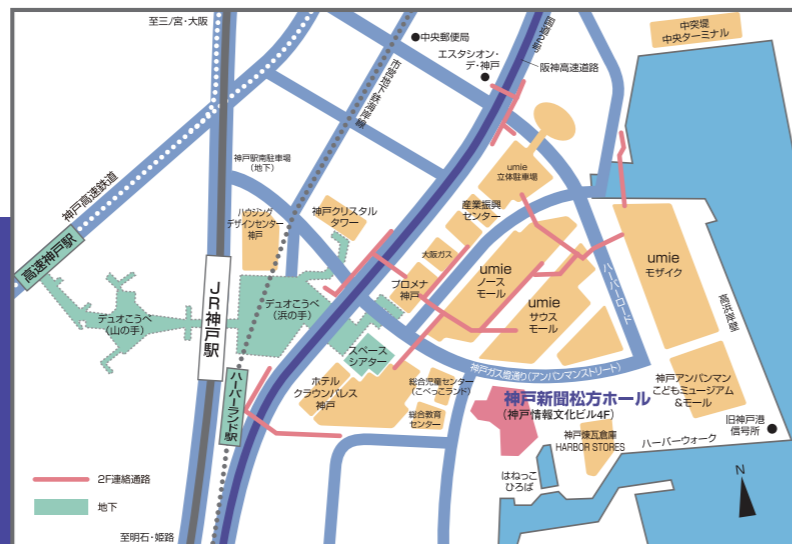 至三ノ宮・大阪
中央郵便局
エスタシオン・
デ・神戸
国道2号
阪神高速道路
中突堤
中央ターミナル
市営地下鉄海岸線
神戸高速鉄道
神戸駅南駐車場
(地下)
umie
立体駐車場
ハウジング
デザインセンター
神戸
神戸クリスタル
タワー
産業振興
センター
大阪ガス
高速神戸駅
プロメナ
神戸
umie
ノース
モール
umie
サウス
モール
umie
モザイク
ハーバーロード
高浜岸壁
デュオこうべ
(山の手)
JR神戸駅
デュオこうべ
(浜の手)
スペース
シアター
神戸ガス燈通り(アンパンマンストリート)
ハーバーランド駅
ホテル
クラウンパレス
神戸
総合児童センター
(こべっこランド)
総合教育
センター
神戸新聞松方ホール
(神戸情報文化ビル4F)
神戸アンパンマン
こどもミュージアム
&モール
神戸煉瓦倉庫
HARBOR STORES
旧神戸港
信号所
ハーバーウォーク
はねっこ
ひろば
N
2F連絡通路
地下
至明石・姫路